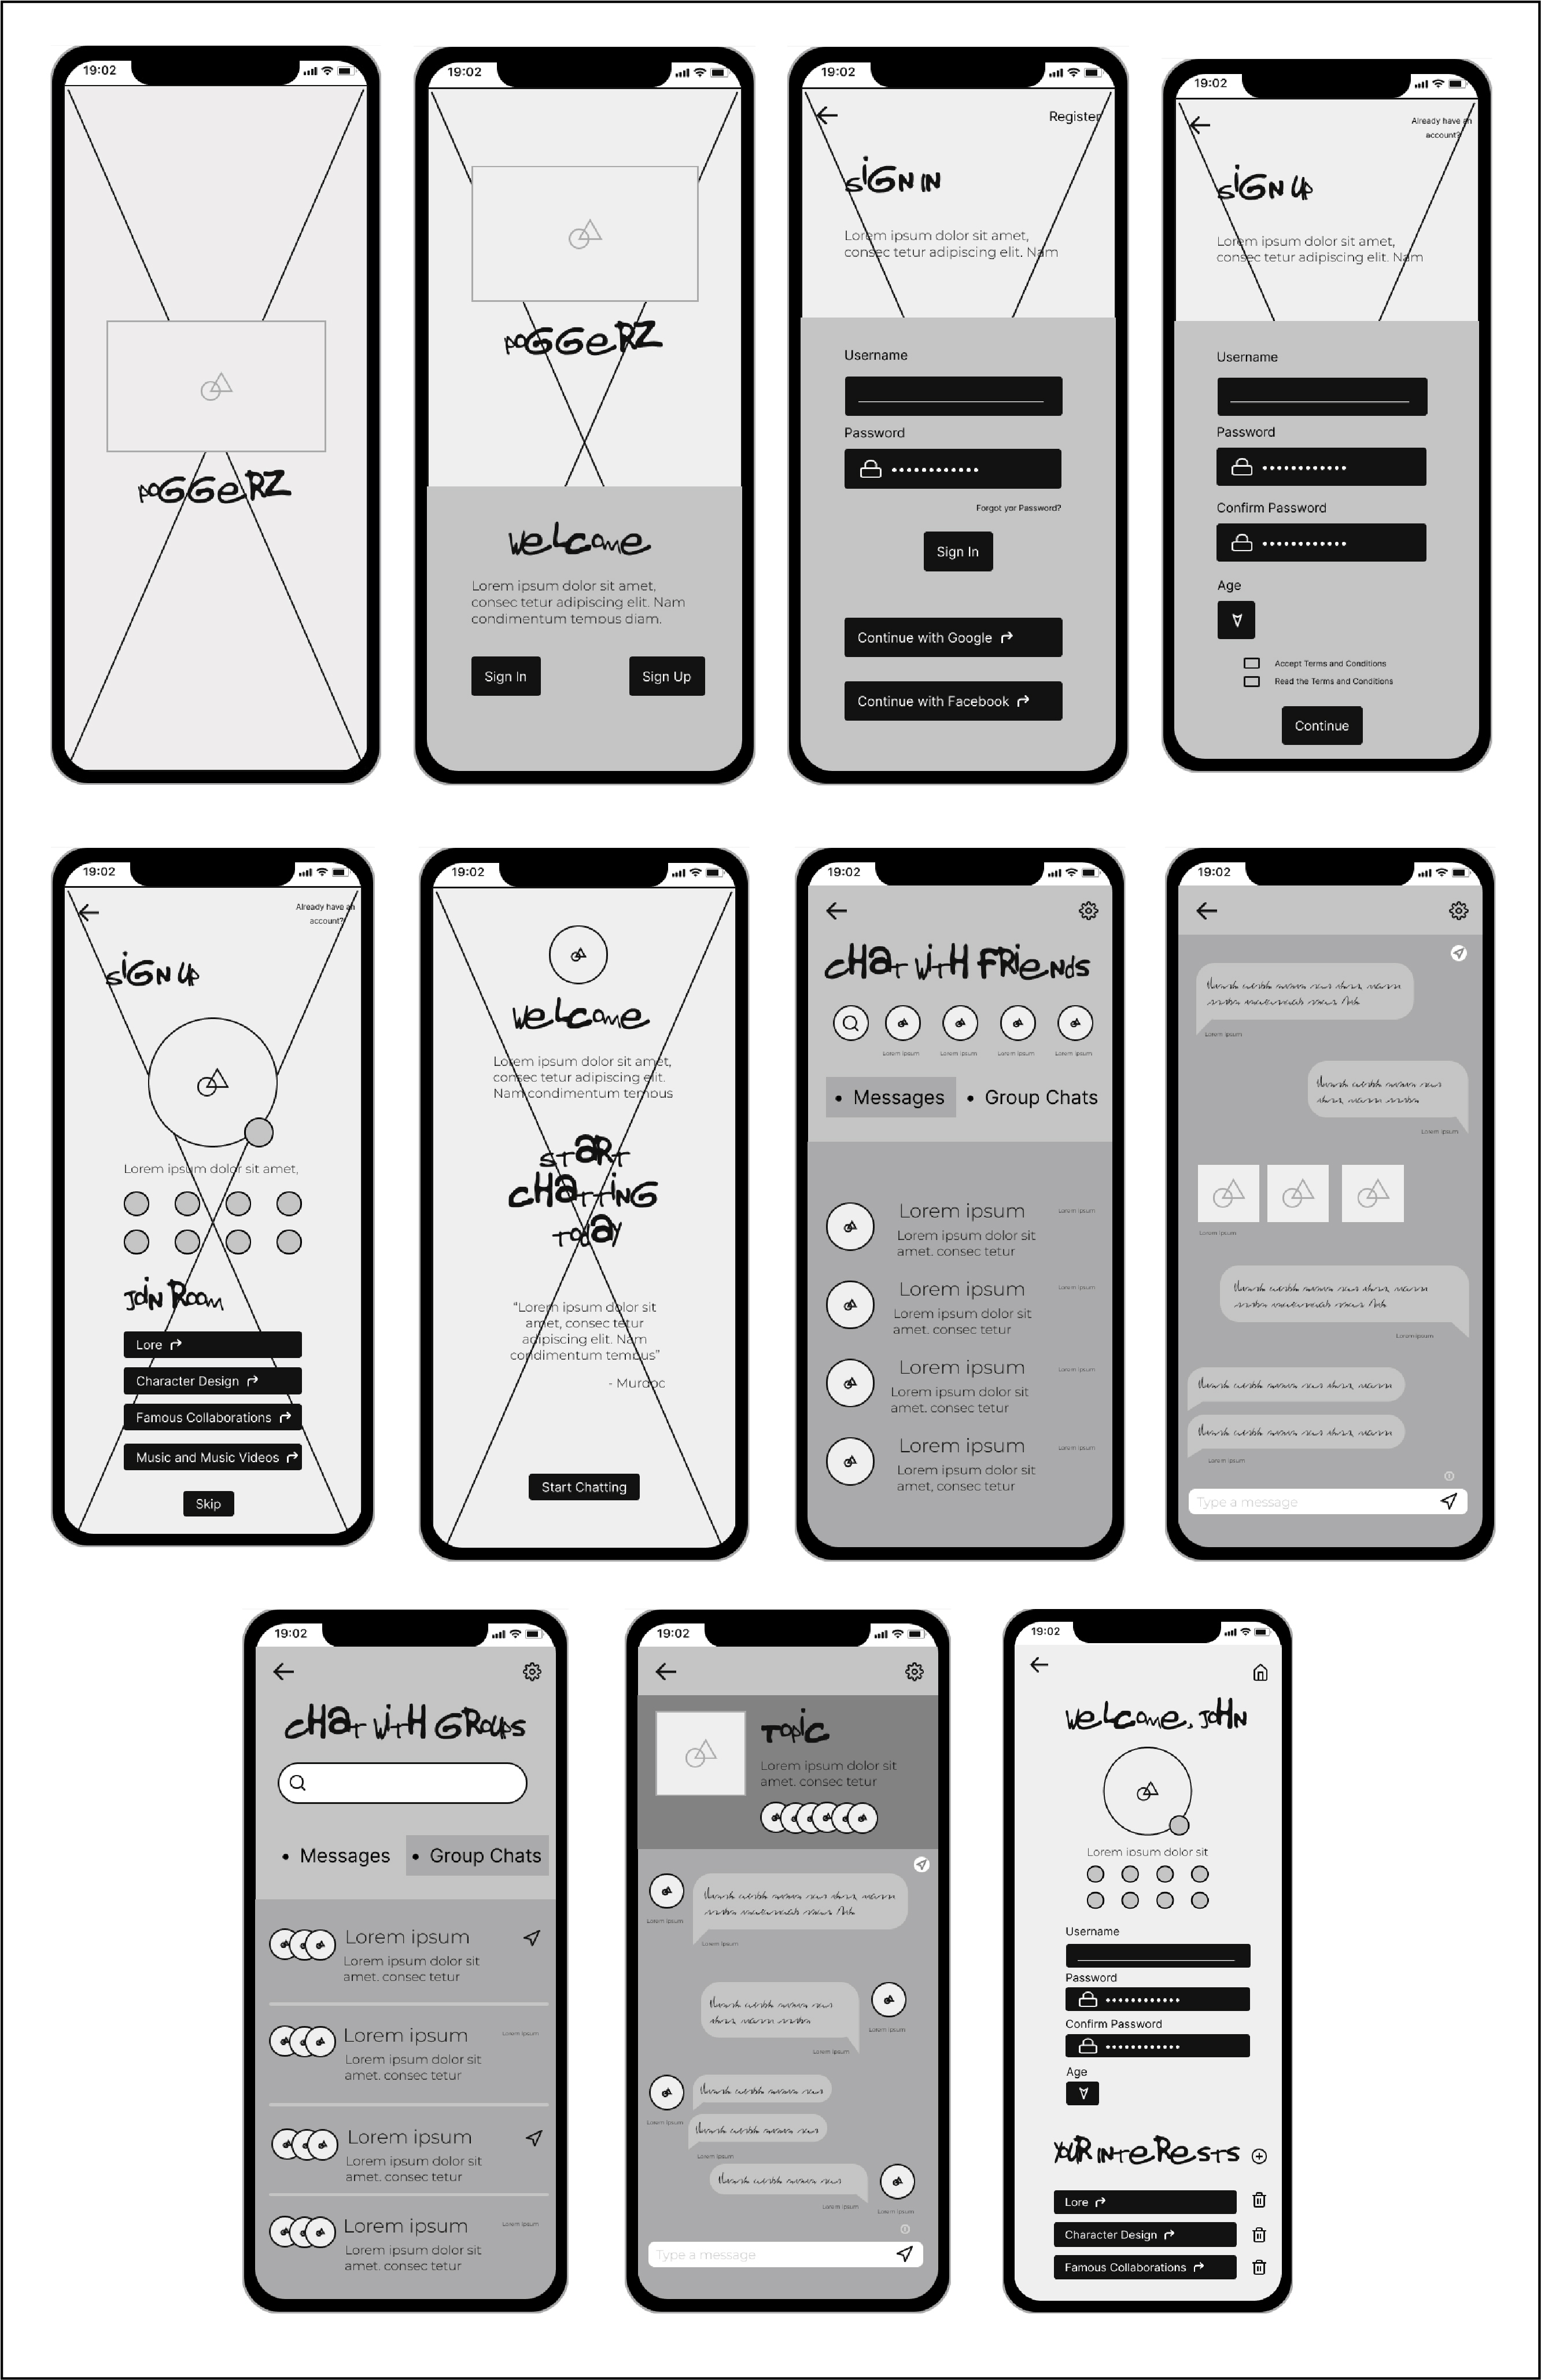 19:02
POGGERZ
19:02
POGGERZ
WELCOME
Lorem ipsum dolor sit amet,
consec tetur adipiscing elit. Nam
condimentum tempus diam.
Sign In
Sign Up
19:02
Register
SIGN IN
Lorem ipsum dolor sit amet,
consec tetur adipiscing elit. Nam
Username
Password
Forgot yor Password?
Sign In
Continue with Google
Continue with Facebook
19:02
Already have an
account?
SIGN UP
Lorem ipsum dolor sit amet,
consec tetur adipiscing elit. Nam
Username
Password
Confirm Password
Age
Accept Terms and Conditions
Read the Terms and Conditions
Continue
19:02
Already have an
account?
SIGN UP
Lorem ipsum dolor sit amet,
JOIN ROOM
Lore
Character Design
Famous Collaborations
Music and Music Videos
Skip
19:02
WELCOME
Lorem ipsum dolor sit amet,
consec tetur adipiscing elit.
Nam condimentum tempus
START
CHATTING
TODAY
“Lorem ipsum dolor sit
amet, consec tetur
adipiscing elit. Nam
condimentum tempus”
- Murdoc
Start Chatting
19:02
CHAT WITH FRIENDS
Lorem ipsum
Lorem ipsum
Lorem ipsum
Lorem ipsum
• Messages
• Group Chats
Lorem ipsum
Lorem ipsum
Lorem ipsum dolor sit
amet. consec tetur
Lorem ipsum
Lorem ipsum
Lorem ipsum dolor sit
amet. consec tetur
Lorem ipsum
Lorem ipsum
Lorem ipsum dolor sit
amet. consec tetur
Lorem ipsum
Lorem ipsum
Lorem ipsum dolor sit
amet, consec tetur
19:02
Lorem ipsum
Lorem ipsum
Lorem ipsum
Lorem ipsum
Lorem ipsum
Type a message
19:02
CHAT WITH GROUPS
• Messages
• Group Chats
Lorem ipsum
Lorem ipsum dolor sit
amet. consec tetur
Lorem ipsum
Lorem ipsum
Lorem ipsum dolor sit
amet. consec tetur
Lorem ipsum
Lorem ipsum dolor sit
amet. consec tetur
Lorem ipsum
Lorem ipsum
Lorem ipsum dolor sit
amet. consec tetur
19:02
TOPIC
Lorem ipsum dolor sit
amet. consec tetur
Lorem ipsum
Lorem ipsum
Lorem ipsum
Lorem ipsum
Lorem ipsum
Lorem ipsum
Lorem ipsum
Lorem ipsum
Type a message
19:02
WELCOME, JOHN
Lorem ipsum dolor sit
Username
Password
Confirm Password
Age
YOUR INTERESTS
Lore
Character Design
Famous Collaborations